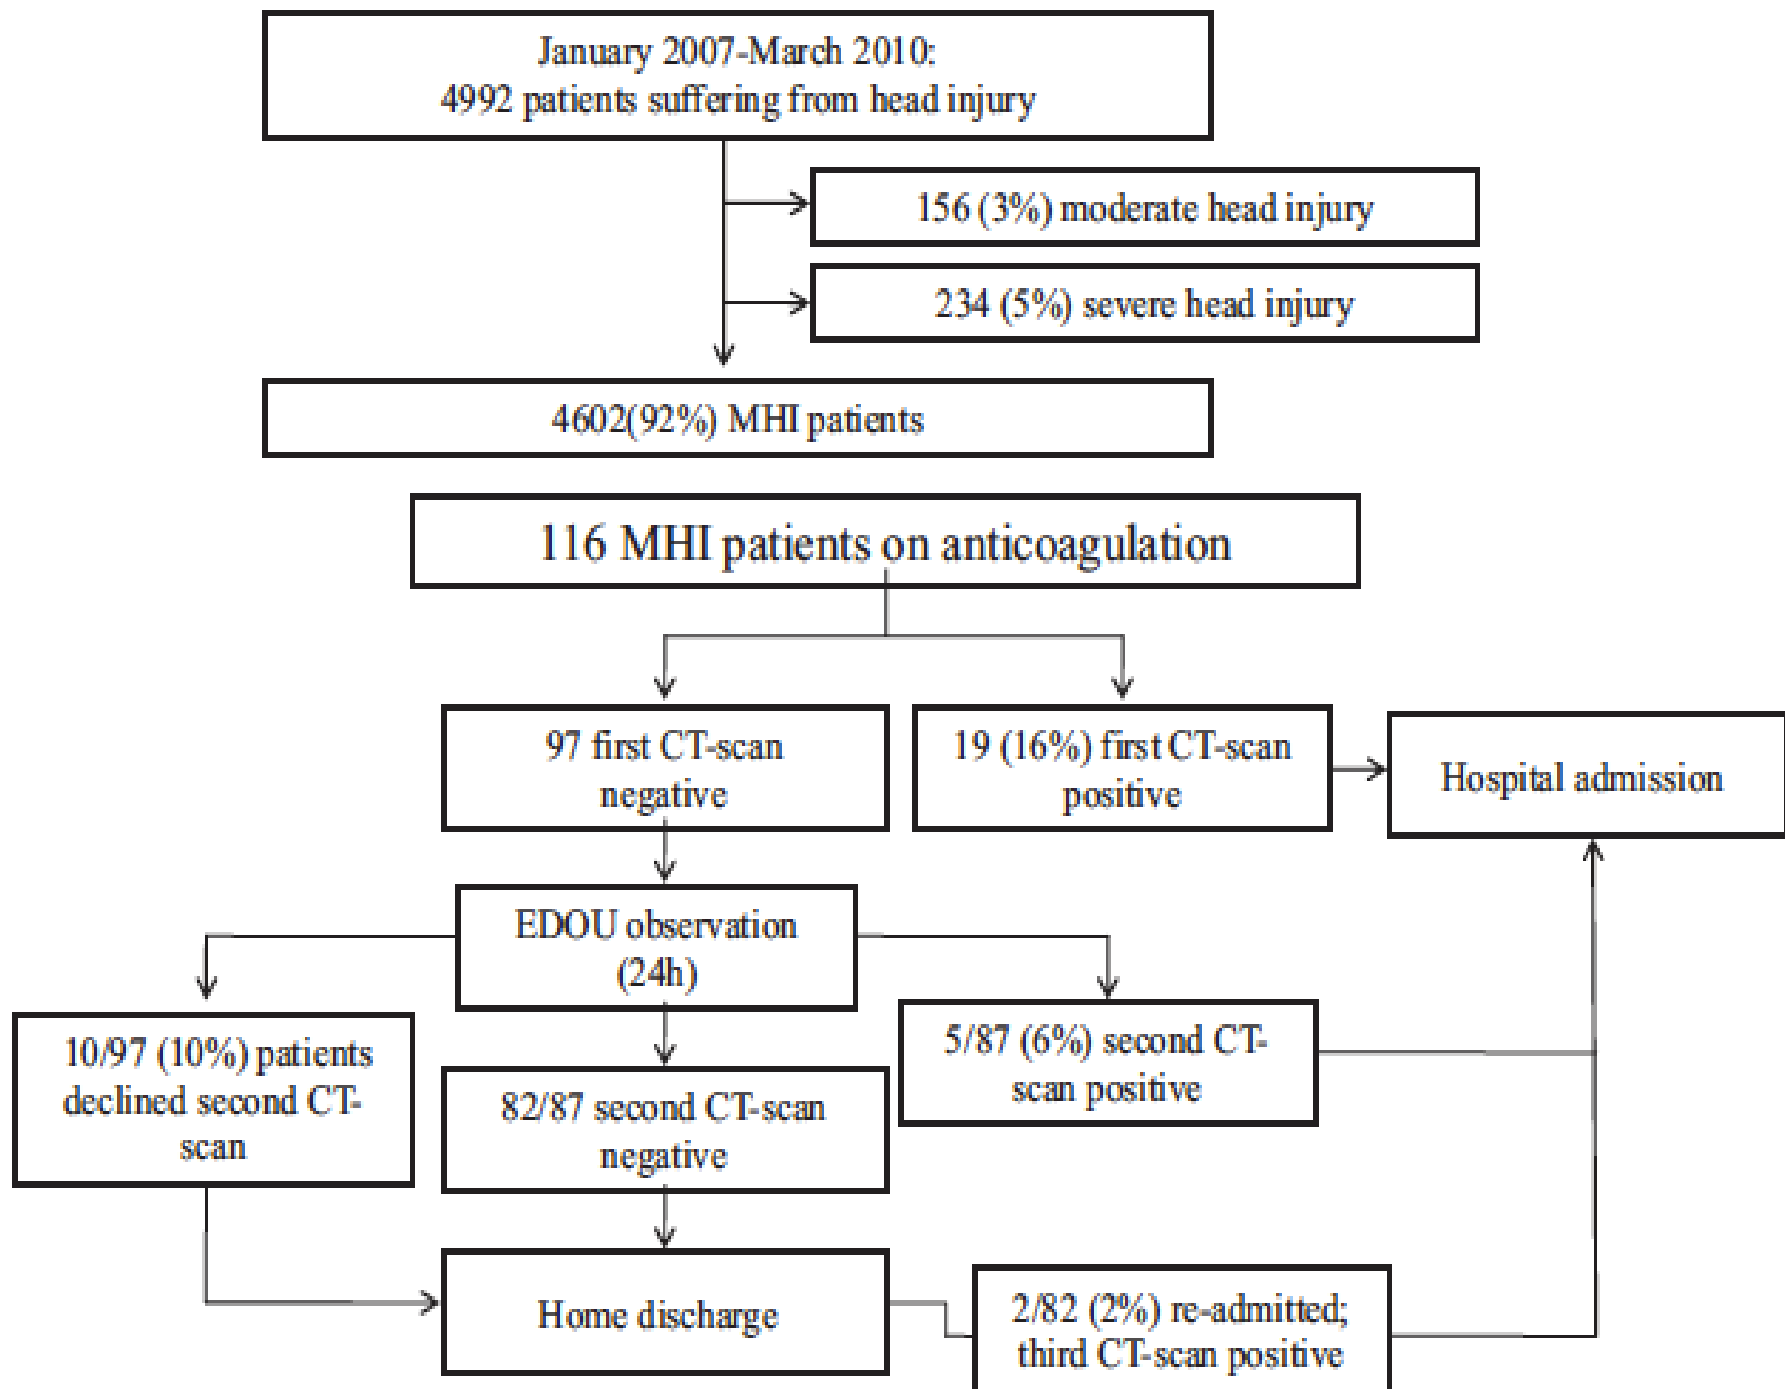 January 2007-March 2010:
4992 patients suffering from head injury
156 (3%) moderate head injury
234 (5%) severe head injury
4602(92%) MHI patients
116 MHI patients on anticoagulation
97 first CT-scan
negative
19 (16%) first CT-scan
positive
Hospital admission
EDOU observation
(24h)
10/97 (10%) patients
declined second CT-
scan
82/87 second CT-scan
negative
5/87 (6%) second CT-
scan positive
Home discharge
2/82 (2%) re-admitted;
third CT-scan positive